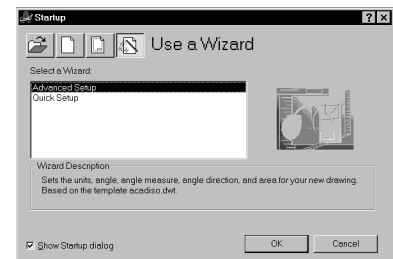 Startup
Use a Wizard
Select a Wizard:
Advanced Setup
Quick Setup
Wizard Description
Sets the units, angle, angle measure, angle direction, and area for your new drawing.
Based on the template acadiso.dwt.
Show Startup dialog
OK
Cancel